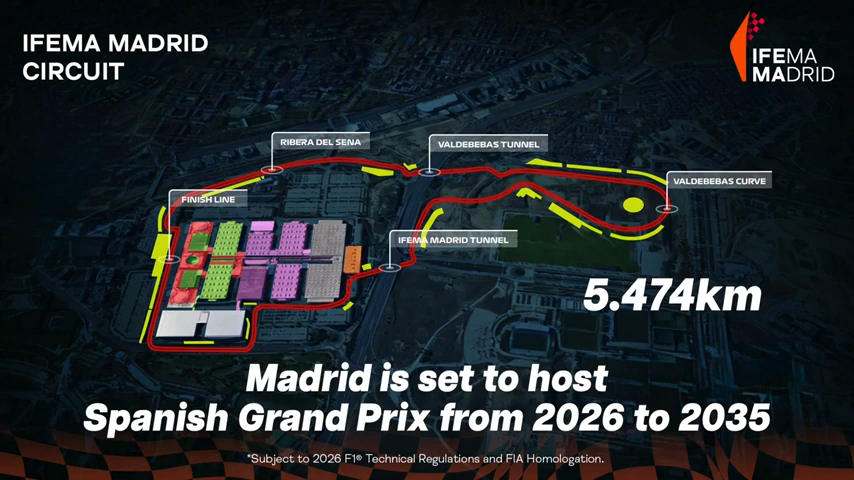 IFEMA MADRID
CIRCUIT
IFEMA
MADRID
RIBERA DEL SENA
VALDEBEBAS TUNNEL
VALDEBEBAS CURVE
FINISH LINE
IFEMA MADRID TUNNEL
5.474km
Madrid is set to host
Spanish Grand Prix from 2026 to 2035
*Subject to 2026 F1® Technical Regulations and FIA Homologation.